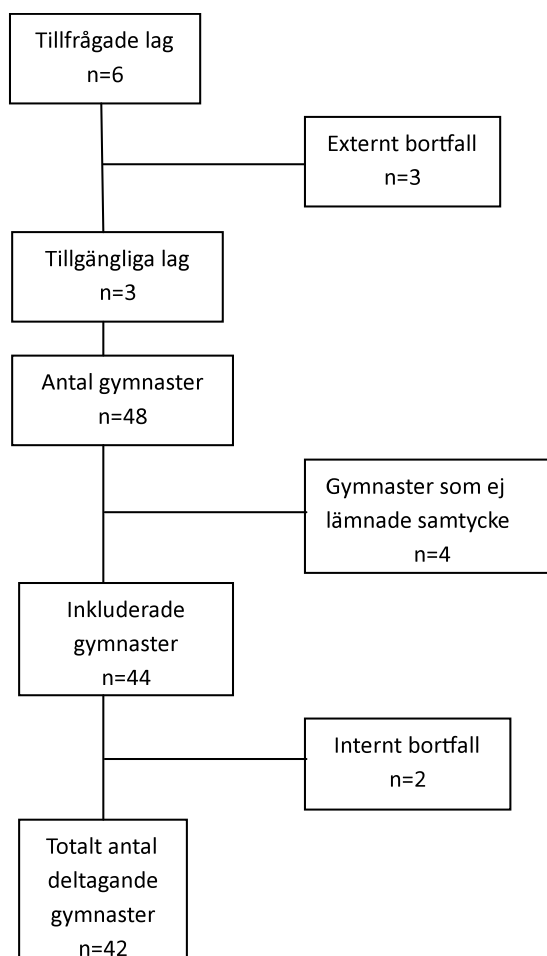 Tillfrågade lag
n=6
Externt bortfall
n=3
Tillgängliga lag
n=3
Antal gymnaster
n=48
Gymnaster som ej
lämnade samtycke
n=4
Inkluderade
gymnaster
n=44
Internt bortfall
n=2
Totalt antal
deltagande
gymnaster
n=42